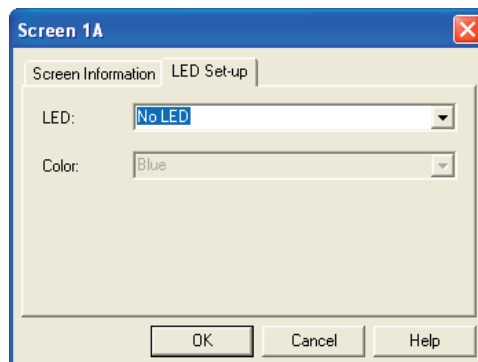 Screen 1A
Screen Information LED Set-up
LED: No LED
Color: Blue
OK Cancel Help